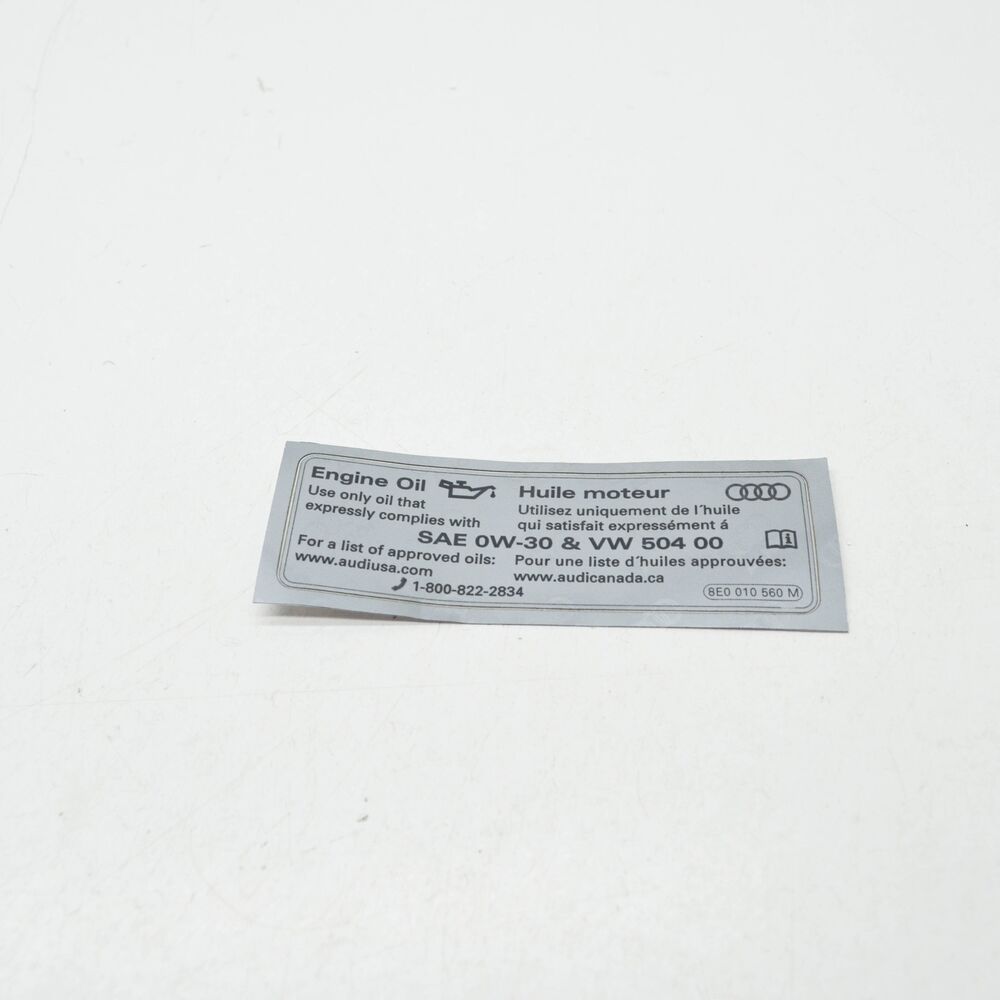 Engine Oil
Use only oil that
expressly complies with
Huile moteur
Utilisez uniquement de l´huile
qui satisfait expressément á
SAE 0W-30 & VW 504 00
For a list of approved oils:
www.audiusa.com
1-800-822-2834
Pour une liste d´huiles approuvées:
www.audicanada.ca
8E0 010 560 M